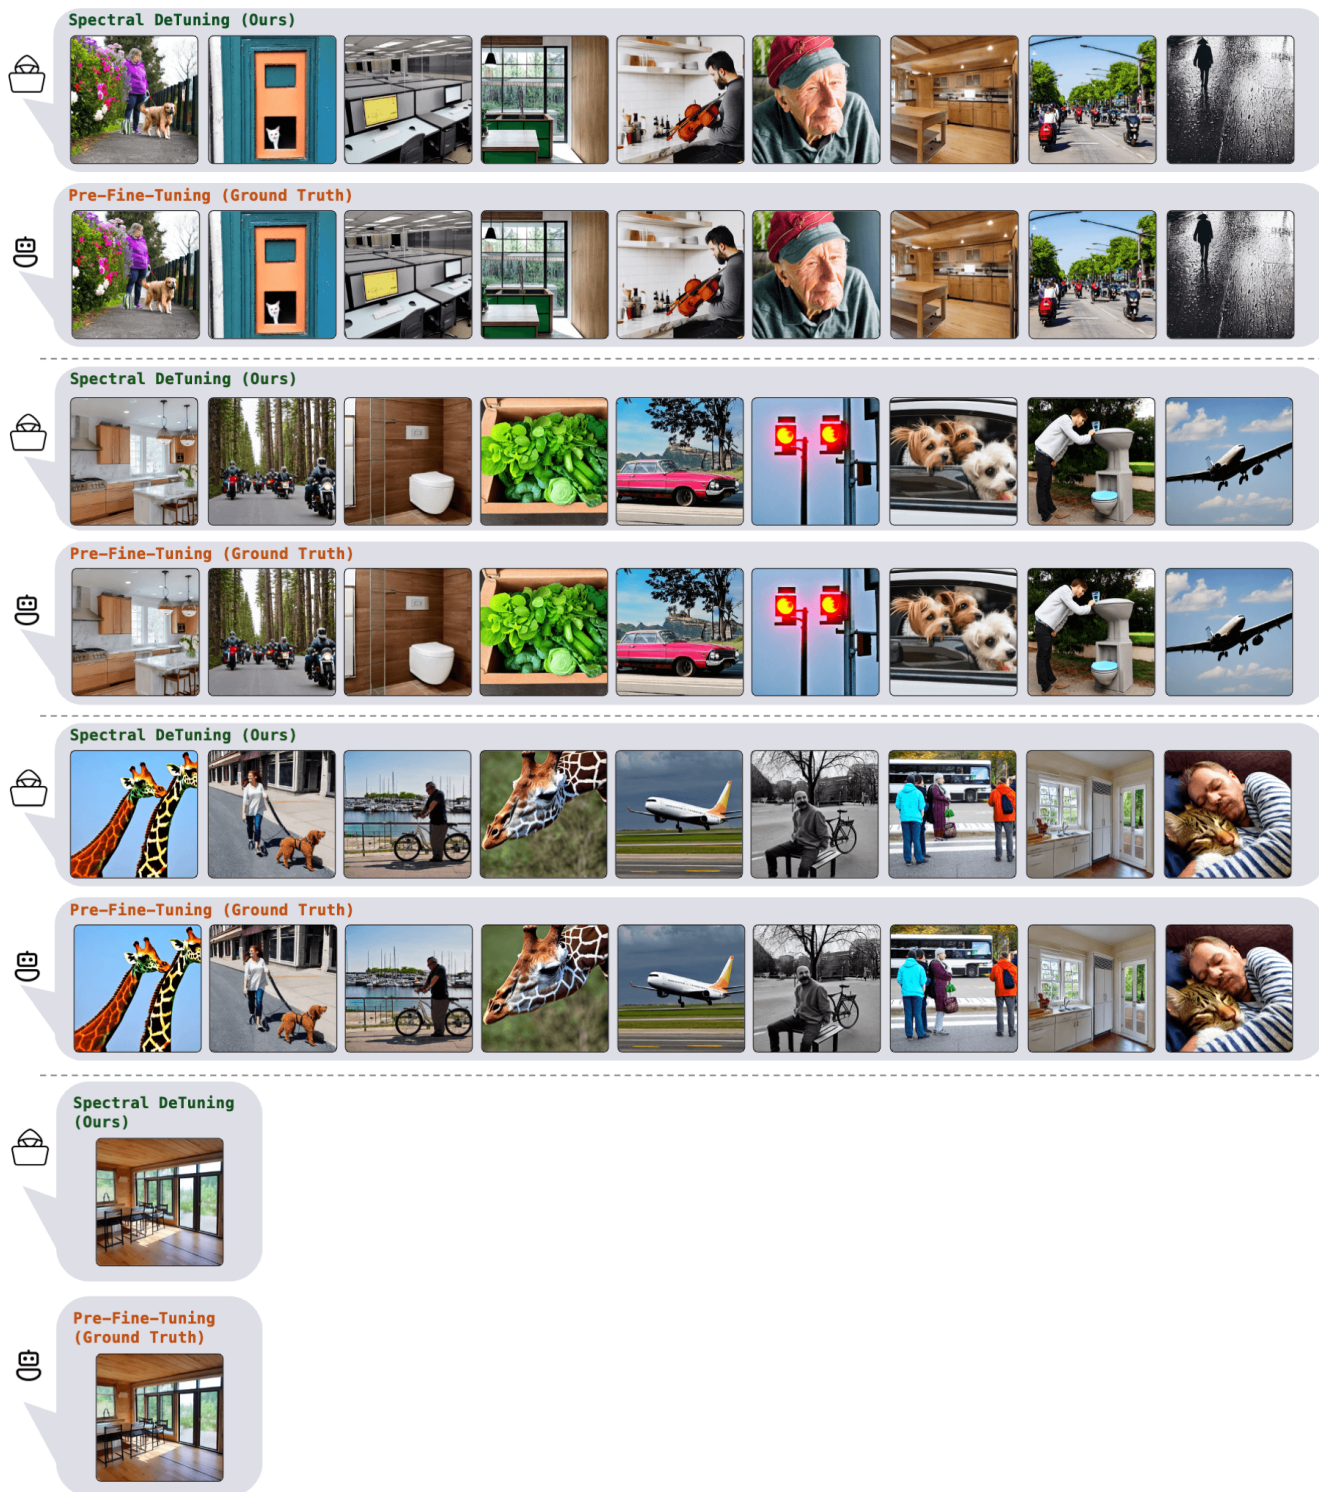 Spectral DeTuning (Ours)
Pre-Fine-Tuning (Ground Truth)
Spectral DeTuning (Ours)
Pre-Fine-Tuning (Ground Truth)
Spectral DeTuning (Ours)
Pre-Fine-Tuning (Ground Truth)
Spectral DeTuning
(Ours)
Pre-Fine-Tuning
(Ground Truth)